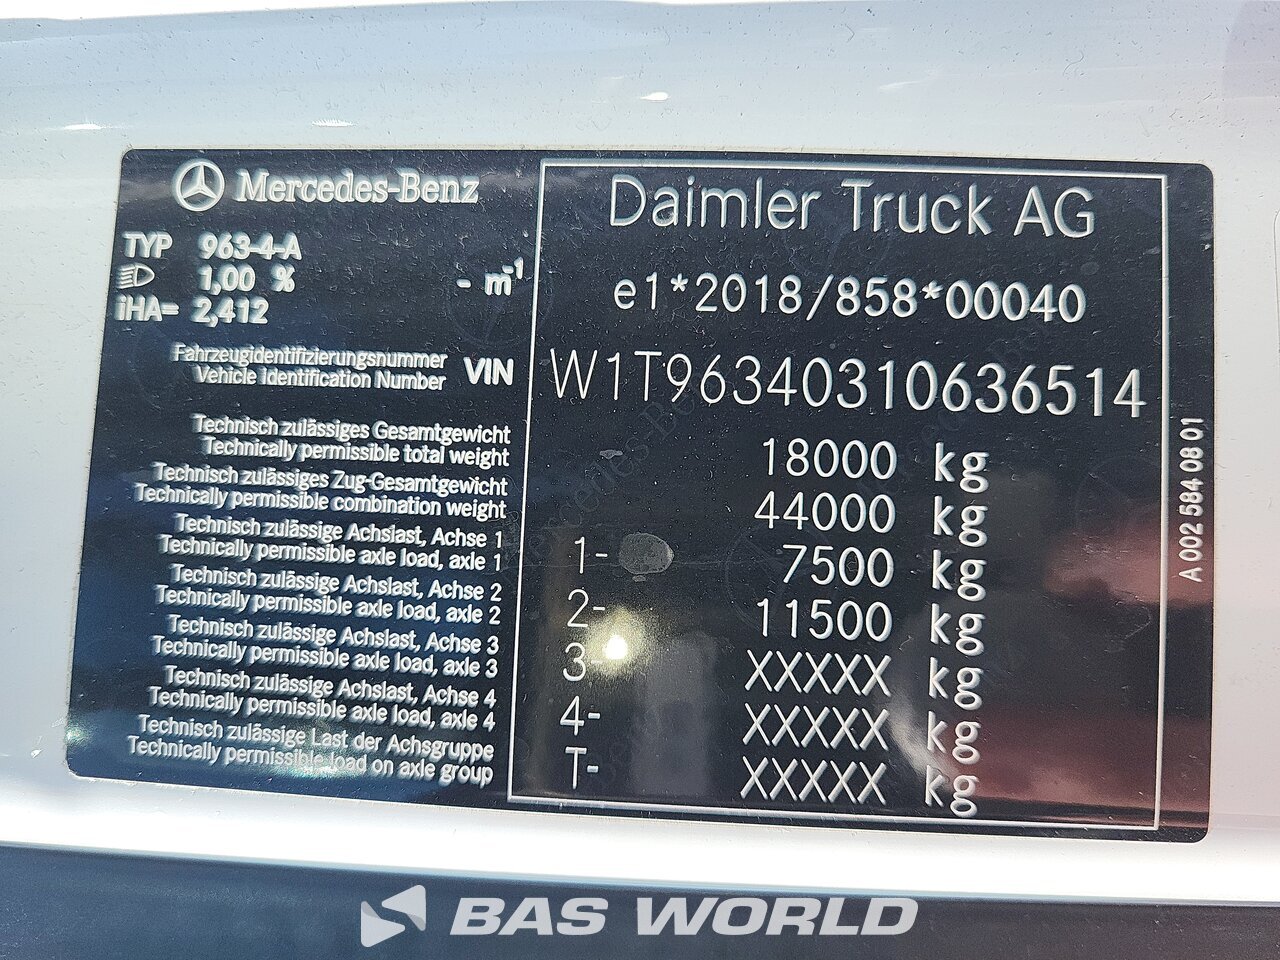 Mercedes-Benz
TYP 963-4-A
1,00 % - m-1
iHA= 2,412
Fahrzeugidentifizierungsnummer
Vehicle Identification Number VIN
Technisch zulässiges Gesamtgewicht
Technically permissible total weight
Technisch zulässiges Zug-Gesamtgewicht
Technically permissible combination weight
Technisch zulässige Achslast, Achse 1
Technically permissible axle load, axle 1
Technisch zulässige Achslast, Achse 2
Technically permissible axle load, axle 2
Technisch zulässige Achslast, Achse 3
Technically permissible axle load, axle 3
Technisch zulässige Achslast, Achse 4
Technically permissible axle load, axle 4
Technisch zulässige Last der Achsgruppe
Technically permissible load on axle group
Daimler Truck AG
e1*2018/858*00040
W1T96340310636514
18000 kg
44000 kg
1- 7500 kg
2- 11500 kg
3- XXXXX kg
4- XXXXX kg
T- XXXXX kg
A 002 584 08 01
BAS WORLD